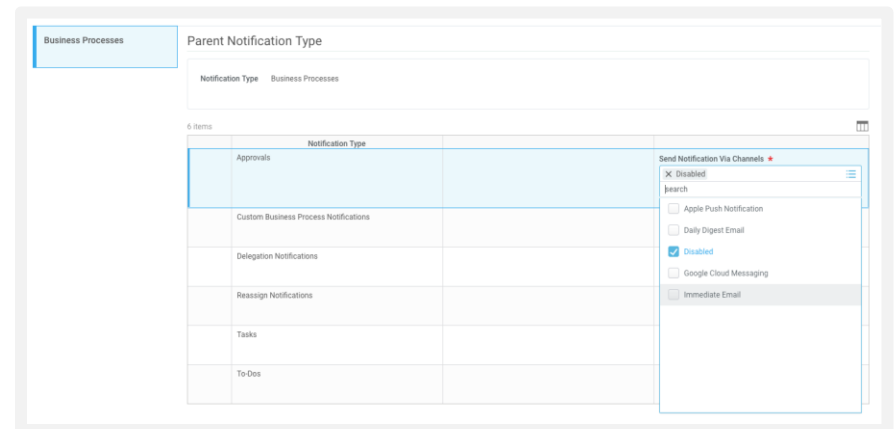 Business Processes
Parent Notification Type
Notification Type Business Processes
6 items
Notification Type
Approvals
Send Notification Via Channels *
× Disabled
search
Apple Push Notification
Daily Digest Email
Disabled
Google Cloud Messaging
Immediate Email
Custom Business Process Notifications
Delegation Notifications
Reassign Notifications
Tasks
To-Dos